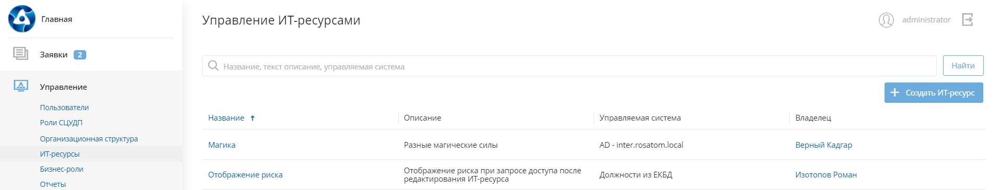 Главная
Управление ИТ-ресурсами
administrator
Заявки 2
Название, текст описание, управляемая система
Найти
Управление
Создать ИТ-ресурс
Пользователи
Роли СЦУДП
Организационная структура
ИТ-ресурсы
Бизнес-роли
Отчеты
Название Описание Управляемая система Владелец
Магика Разные магические силы AD - inter.rosatom.local Верный Кадгар
Отображение риска Отображение риска при запросе доступа после
редактирования ИТ-ресурса Должности из ЕКБД Изотопов Роман